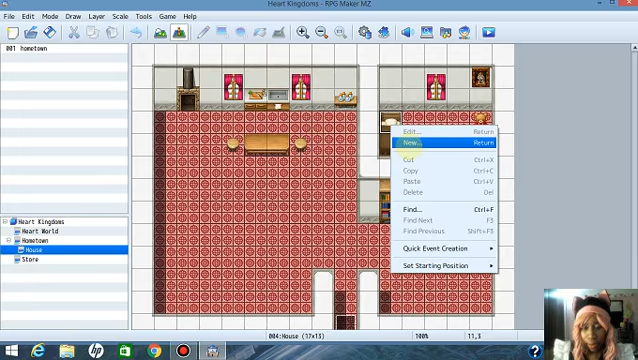 Heart Kingdoms - RPG Maker MZ
File Edit Mode Draw Layer Scale Tools Game Help
001 hometown
Edit... Return
New... Return
Cut Ctrl+X
Copy Ctrl+C
Paste Ctrl+V
Delete Del
Find... Ctrl+F
Find Next F3
Find Previous Shift+F3
Quick Event Creation
Set Starting Position
Heart Kingdoms
Heart World
Hometown
House
Store
004:House (17×13) 100% 11,3